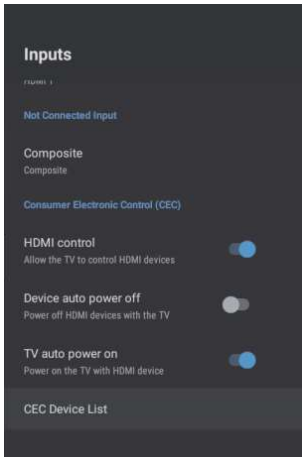 Inputs
Not Connected Input
Composite
Composite
Consumer Electronic Control (CEC)
HDMI control
Allow the TV to control HDMI devices
Device auto power off
Power off HDMI devices with the TV
TV auto power on
Power on the TV with HDMI device
CEC Device List